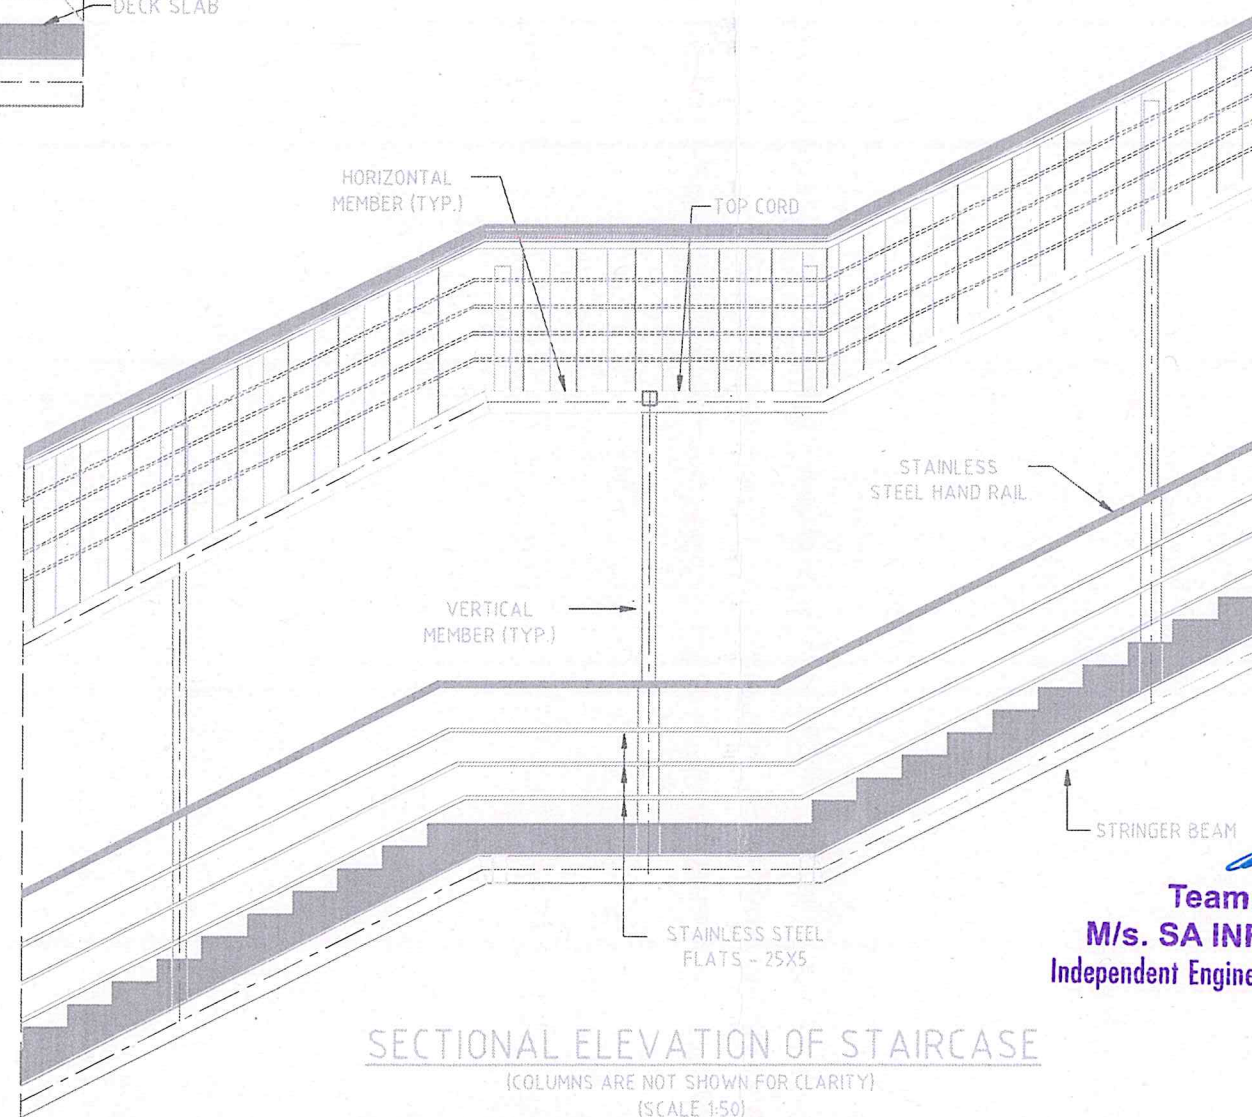 DECK SLAB
HORIZONTAL
MEMBER (TYP.)
TOP CORD
STAINLESS
STEEL HAND RAIL
VERTICAL
MEMBER (TYP.)
STRINGER BEAM
STAINLESS STEEL
FLATS - 25X5
Team
M/s. SA INF
Independent Engine
SECTIONAL ELEVATION OF STAIRCASE
(COLUMNS ARE NOT SHOWN FOR CLARITY)
(SCALE 1:50)